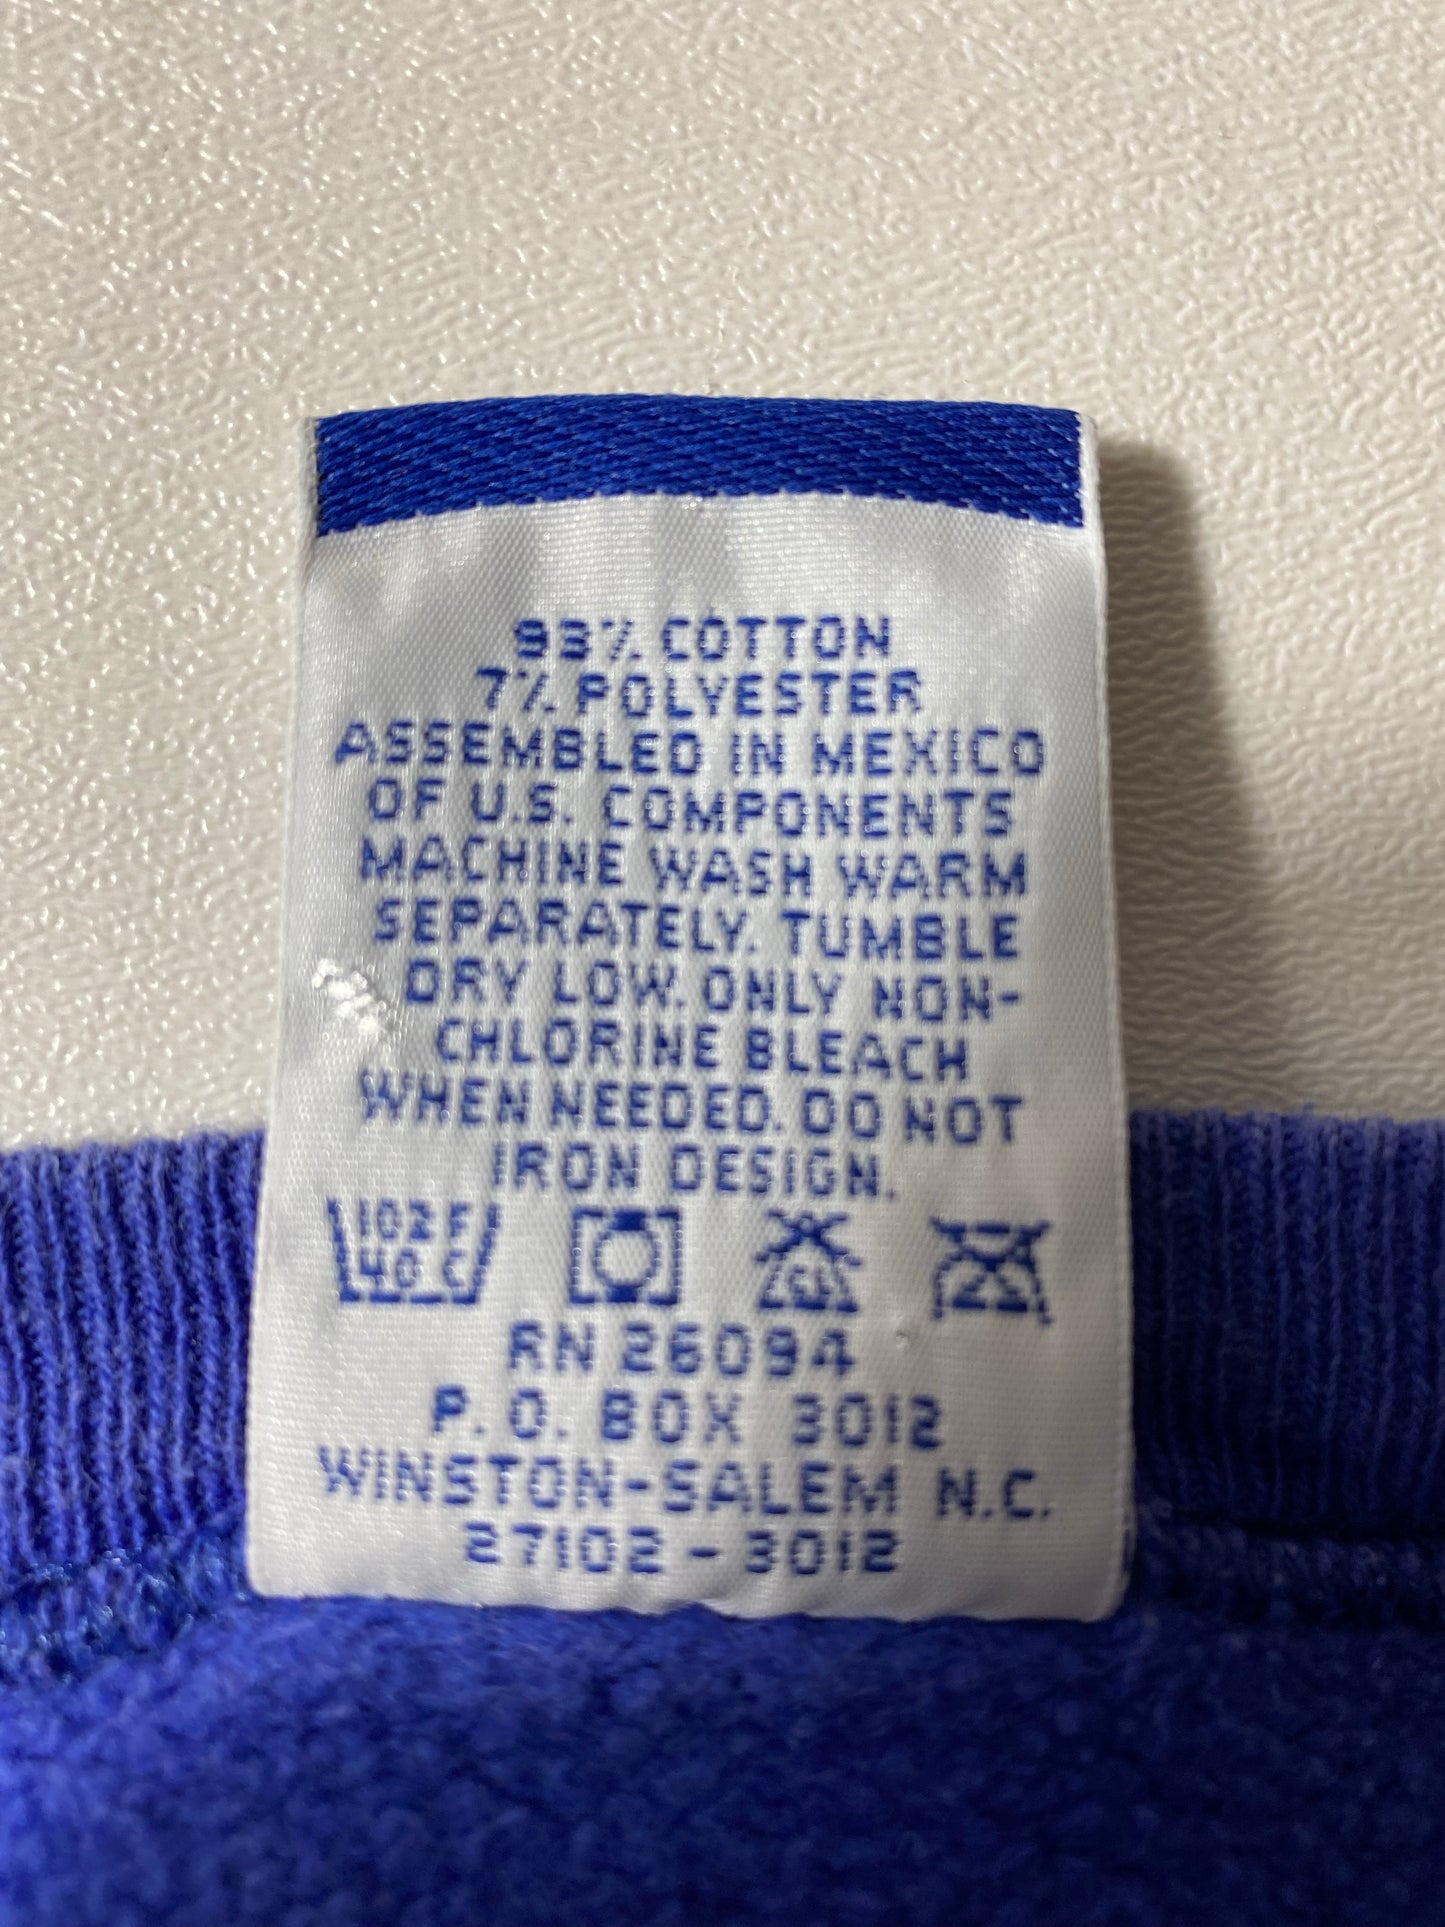 93% COTTON
7% POLYESTER
ASSEMBLED IN MEXICO
OF U.S. COMPONENTS
MACHINE WASH WARM
SEPARATELY. TUMBLE
DRY LOW. ONLY NON-
CHLORINE BLEACH
WHEN NEEDED. DO NOT
IRON DESIGN.
102 F
40 C
CL
RN 26094
P. O. BOX 3012
WINSTON-SALEM N.C.
27102 - 3012